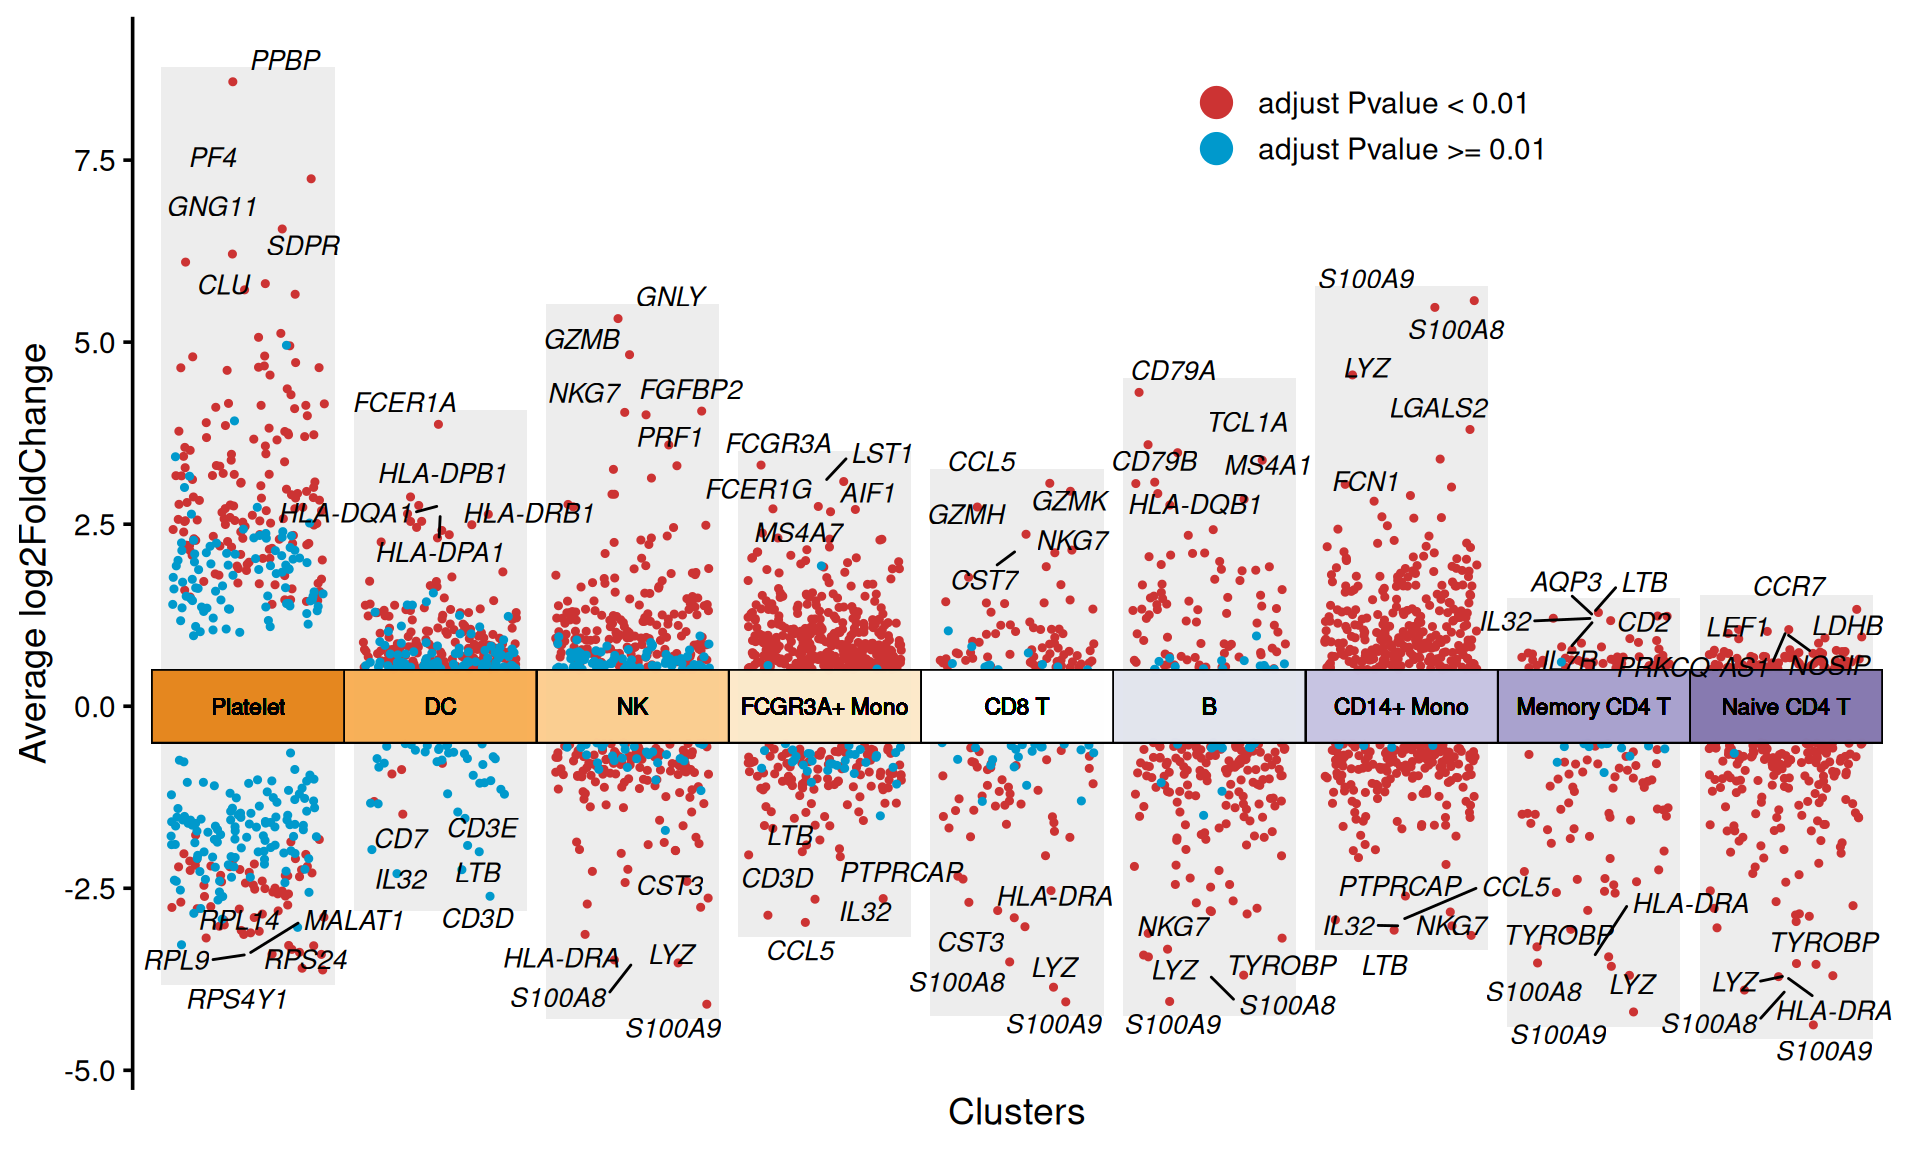 PPBP
adjust Pvalue < 0.01
adjust Pvalue >= 0.01
7.5
PF4
GNG11
SDPR
CLU
GNLY
S100A9
GZMB
S100A8
5.0
CD79A
LYZ
NKG7
FGFBP2
FCER1A
LGALS2
TCL1A
PRF1
FCGR3A
LST1
HLA-DPB1
CCL5
CD79B
MS4A1
FCN1
FCER1G
AIF1
GZMK
HLA-DQB1
HLA-DQA1
HLA-DRB1
GZMH
2.5
MS4A7
NKG7
HLA-DPA1
CST7
AQP3
LTB
CCR7
IL32
CD2
LEF1
LDHB
IL7R
PRKCQ-AS1
NOSIP
Average log2FoldChange
0.0
Platelet
DC
NK
FCGR3A+ Mono
CD8 T
B
CD14+ Mono
Memory CD4 T
Naive CD4 T
CD7
CD3E
LTB
IL32
LTB
CD3D
PTPRCAP
CST3
PTPRCAP
CCL5
-2.5
HLA-DRA
HLA-DRA
RPL14
MALAT1
CD3D
IL32
NKG7
IL32
NKG7
TYROBP
TYROBP
CST3
CCL5
RPL9
RPS24
HLA-DRA
LYZ
LYZ
LYZ
TYROBP
LTB
S100A8
LYZ
LYZ
RPS4Y1
S100A8
S100A8
S100A8
HLA-DRA
S100A9
S100A9
S100A9
S100A9
S100A8
S100A9
-5.0
Clusters